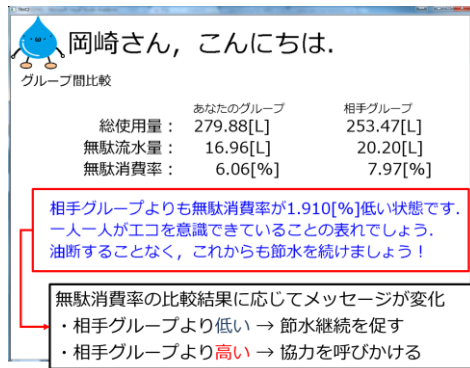 岡崎さん，こんにちは．
グループ間比較
あなたのグループ 相手グループ
総使用量： 279.88[L] 253.47[L]
無駄流水量： 16.96[L] 20.20[L]
無駄消費率： 6.06[%] 7.97[%]
相手グループよりも無駄消費率が1.910[%]低い状態です．
一人一人がエコを意識できていることの表れでしょう．
油断することなく，これからも節水を続けましょう！
無駄消費率の比較結果に応じてメッセージが変化
・相手グループより低い → 節水継続を促す
・相手グループより高い → 協力を呼びかける